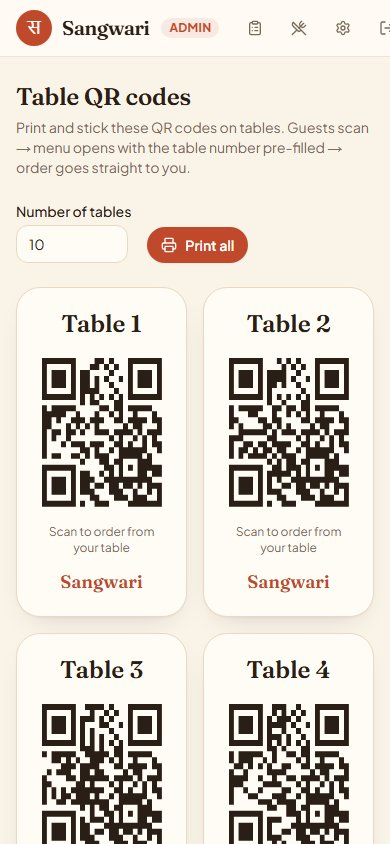 स Sangwari ADMIN
Table QR codes
Print and stick these QR codes on tables. Guests scan
→ menu opens with the table number pre-filled →
order goes straight to you.
Number of tables
10 Print all
Table 1
Scan to order from
your table
Sangwari
Table 2
Scan to order from
your table
Sangwari
Table 3
Table 4